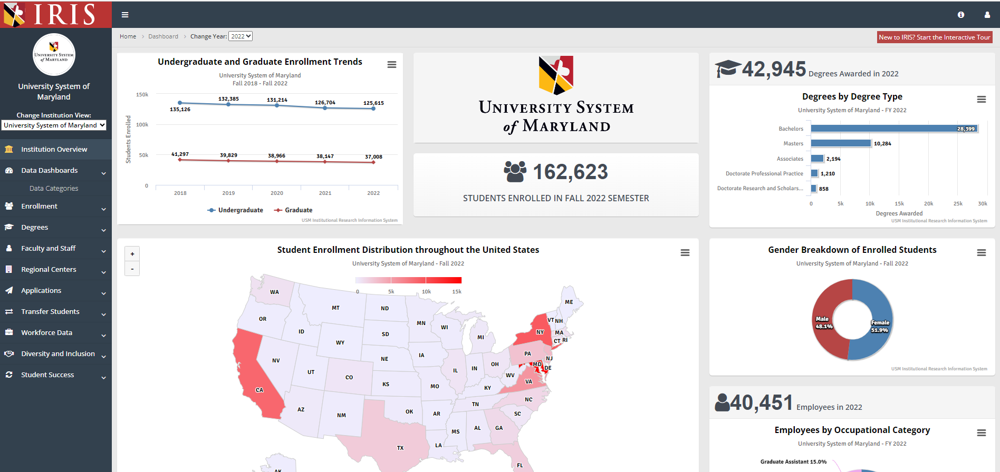 IRIS
University System
of Maryland
University System of
Maryland
Change Institution View:
University System of Maryland
Institution Overview
Data Dashboards
Data Categories
Enrollment
Degrees
Faculty and Staff
Regional Centers
Applications
Transfer Students
Workforce Data
Diversity and Inclusion
Student Success
Home > Dashboard > Change Year: 2022
New to IRIS? Start the Interactive Tour
Undergraduate and Graduate Enrollment Trends
University System of Maryland
Fall 2018 - Fall 2022
Students Enrolled
150k
100k
50k
0
135,126
132,385
131,214
126,704
125,615
41,297
39,829
38,966
38,147
37,008
2018
2019
2020
2021
2022
Undergraduate
Graduate
USM Institutional Research Information System
University System
of Maryland
162,623
STUDENTS ENROLLED IN FALL 2022 SEMESTER
42,945 Degrees Awarded in 2022
Degrees by Degree Type
University System of Maryland - FY 2022
Bachelors
28,399
Masters
10,284
Associates
2,194
Doctorate Professional Practice
1,210
Doctorate Research and Scholars...
858
0
5k
10k
15k
20k
25k
30k
Degrees Awarded
USM Institutional Research Information System
+
-
Student Enrollment Distribution throughout the United States
University System of Maryland - Fall 2022
0
5k
10k
15k
WA
MT
ND
MN
ME
OR
ID
WY
SD
WI
MI
VT
NH
NY
MA
CT
RI
NV
UT
CO
NE
IA
IL
IN
OH
PA
NJ
MD
DE
WV
VA
CA
KS
MO
KY
AZ
NM
OK
AR
TN
NC
SC
MS
AL
GA
TX
LA
FL
AK
Gender Breakdown of Enrolled Students
University System of Maryland - Fall 2022
Male
48.1%
Female
51.9%
USM Institutional Research Information System
40,451 Employees in 2022
Employees by Occupational Category
University System of Maryland - FY 2022
Graduate Assistant 15.0%